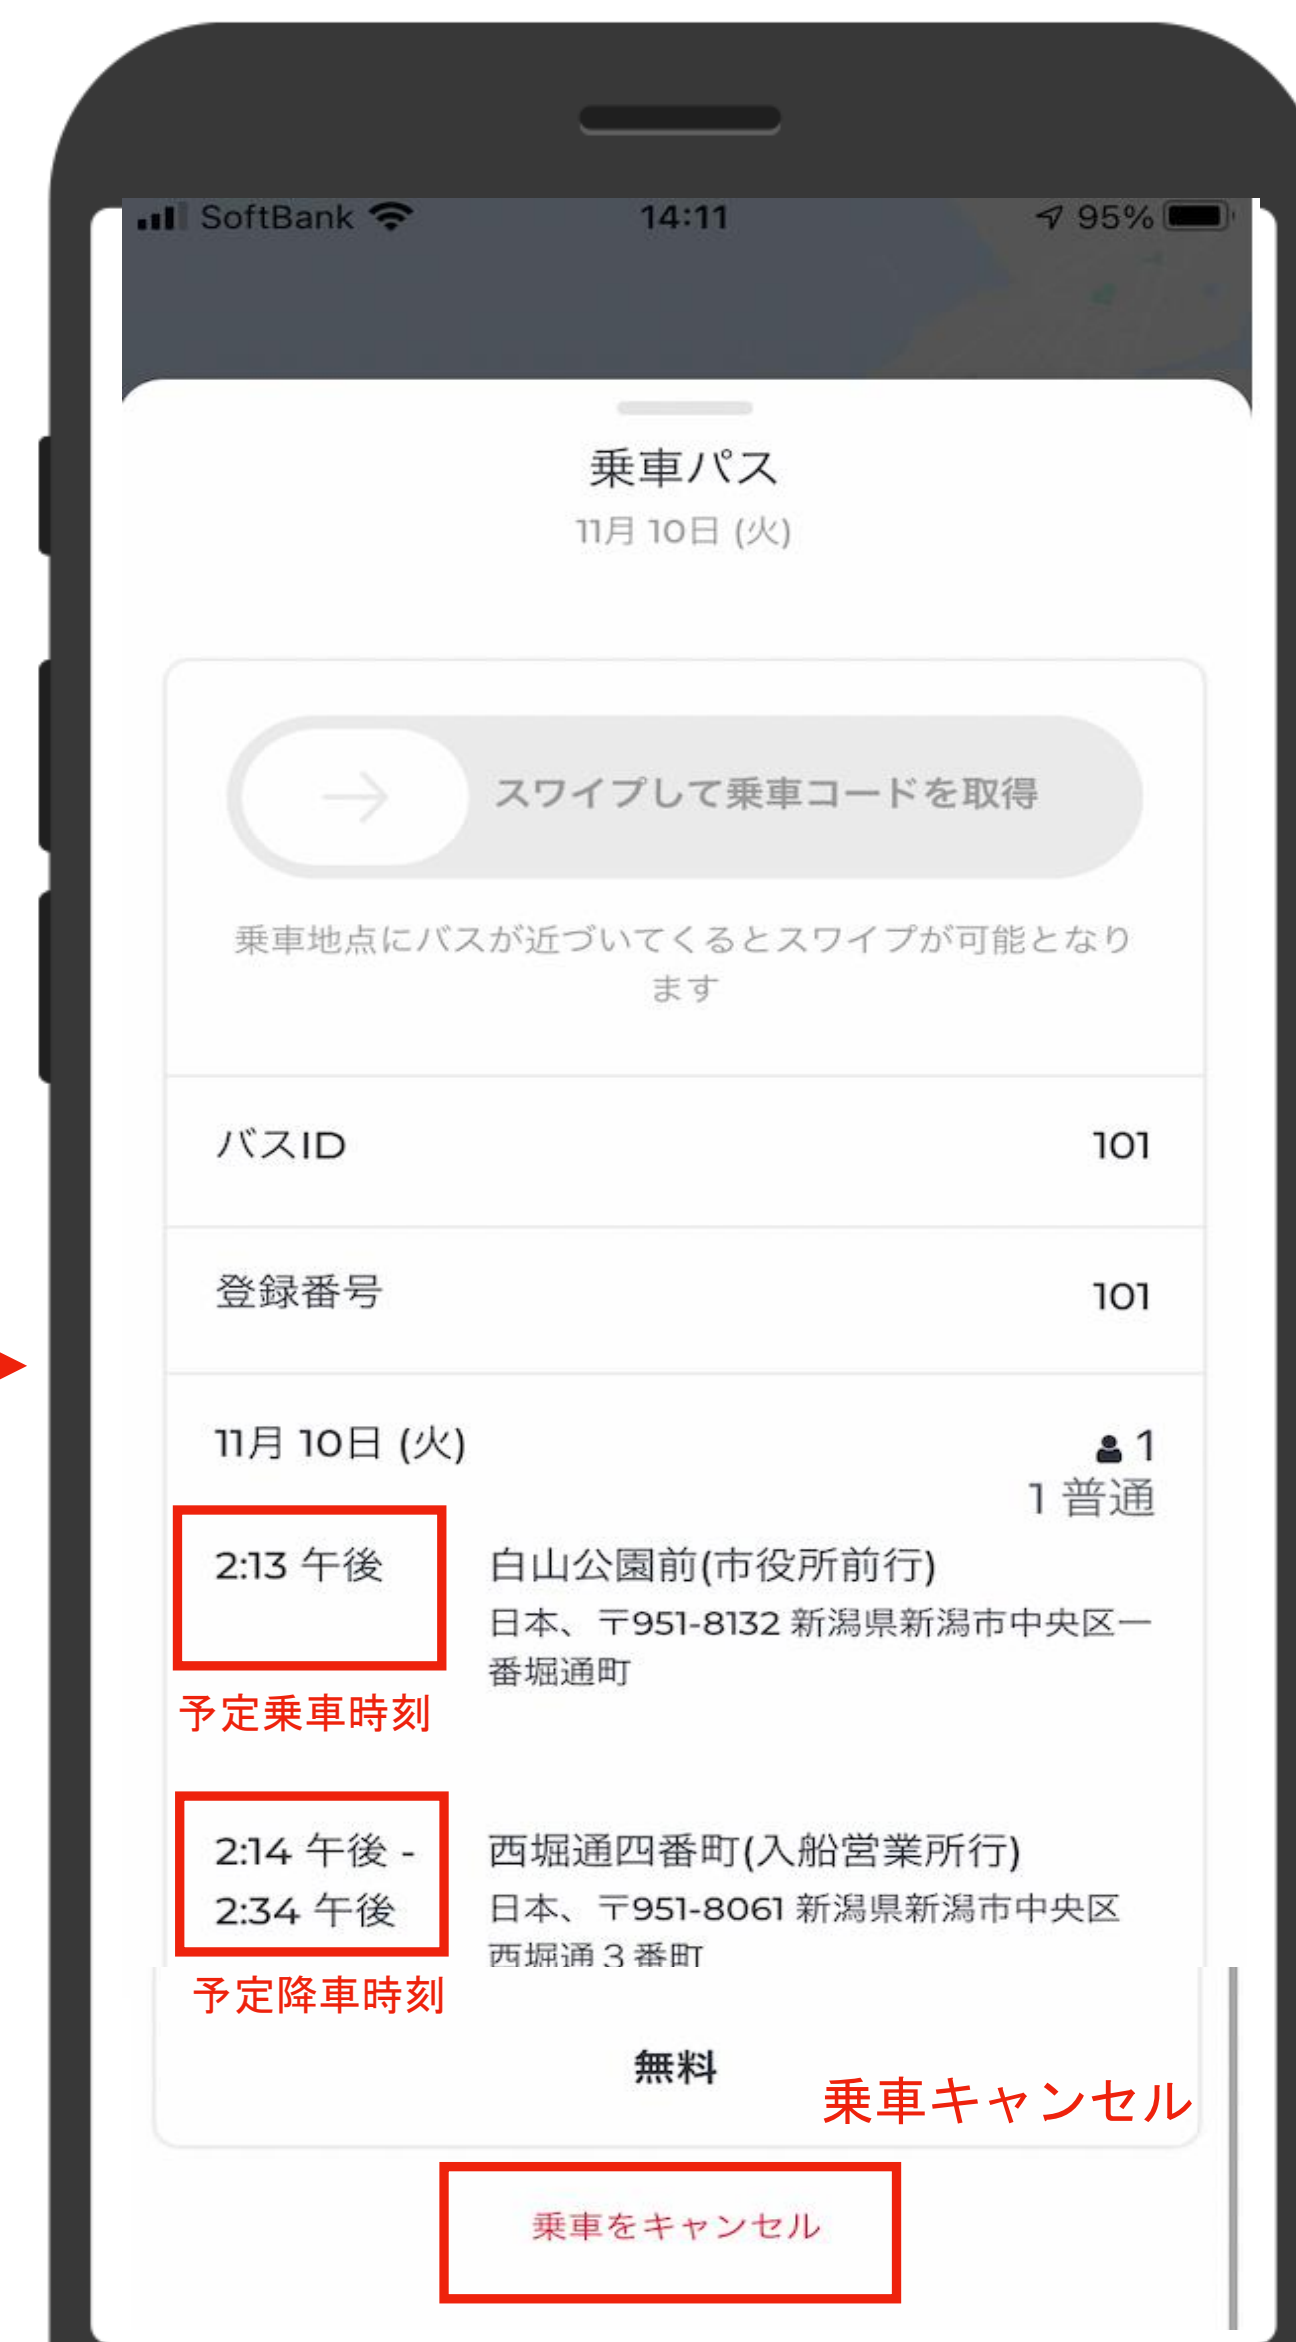 SoftBank 14:11 95%
乗車パス
11月 10日 (火)
スワイプして乗車コードを取得
乗車地点にバスが近づいてくるとスワイプが可能となり
ます
バスID 101
登録番号 101
11月 10日 (火) 1
1 普通
2:13 午後 白山公園前(市役所前行)
日本、〒951-8132 新潟県新潟市中央区一
番堀通町
予定乗車時刻
2:14 午後 - 西堀通四番町(入船営業所行)
2:34 午後 日本、〒951-8061 新潟県新潟市中央区
西堀通3番町
予定降車時刻
無料
乗車キャンセル
乗車をキャンセル